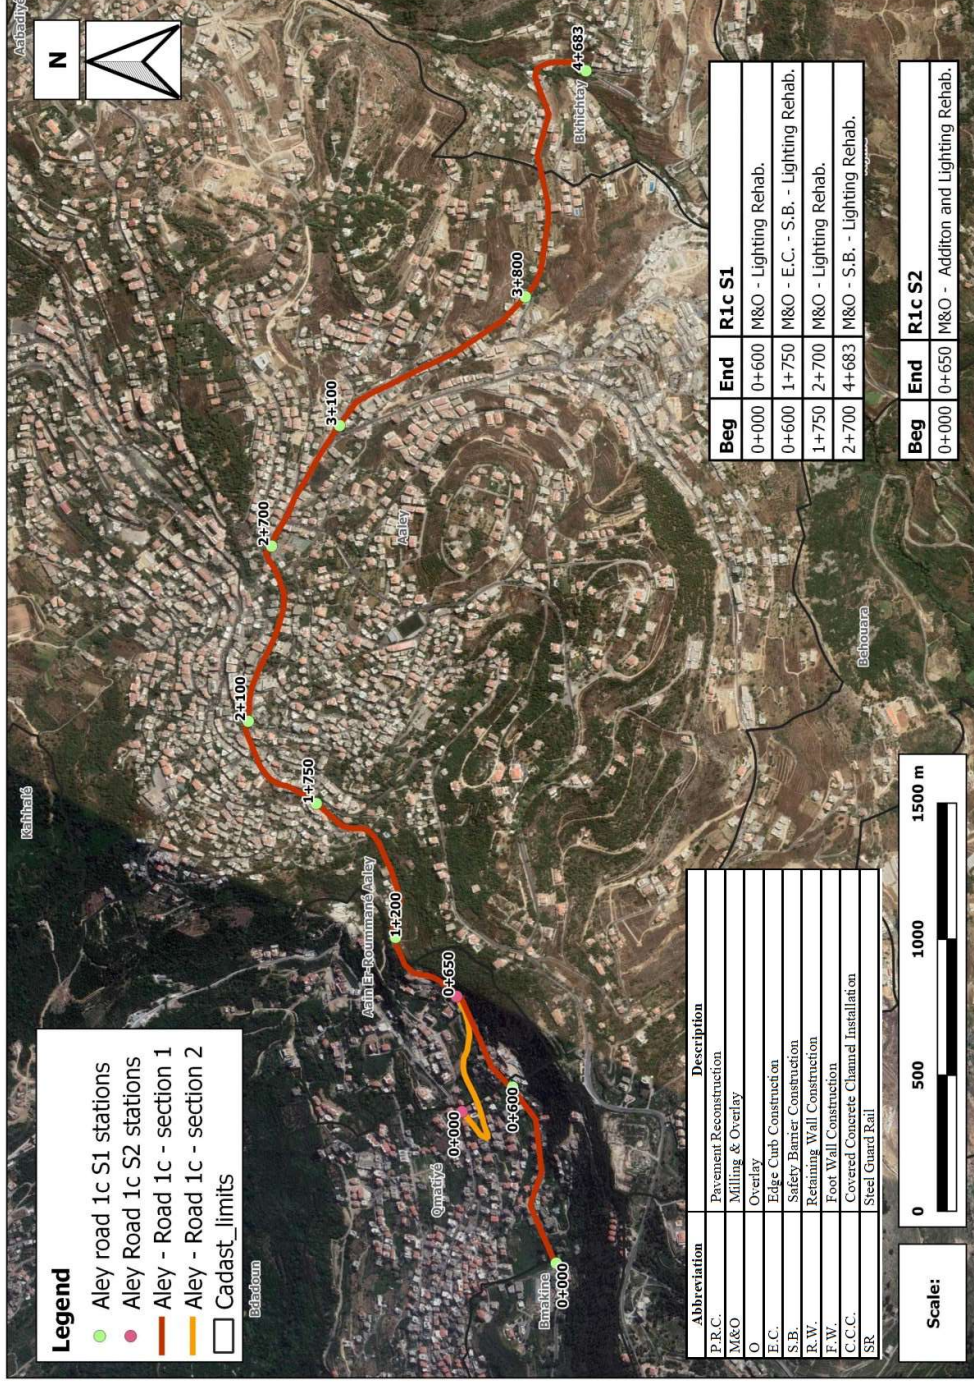 Legend
Aley road 1c S1 stations
Aley Road 1c S2 stations
Aley - Road 1c - section 1
Aley - Road 1c - section 2
Cadast_limits
N
Aabadiye
Kahhalé
Bdadoun
Qmatiyé
Bmakine
Aain Er-Roummané Aaley
Aaley
Bkhichtay
Behouara
0+000
0+600
0+000
0+650
1+200
1+750
2+100
2+700
3+100
3+800
4+683
Abbreviation Description
P.R.C. Pavement Reconstruction
M&O Milling & Overlay
O Overlay
E.C. Edge Curb Construction
S.B. Safety Barrier Construction
R.W. Retaining Wall Construction
F.W. Foot Wall Construction
C.C.C. Covered Concrete Channel Installation
SR Steel Guard Rail
Beg End R1c S1
0+000 0+600 M&O - Lighting Rehab.
0+600 1+750 M&O - E.C. - S.B. - Lighting Rehab.
1+750 2+700 M&O - Lighting Rehab.
2+700 4+683 M&O - S.B. - Lighting Rehab.
Beg End R1c S2
0+000 0+650 M&O - Additon and Lighting Rehab.
Scale:
0 500 1000 1500 m